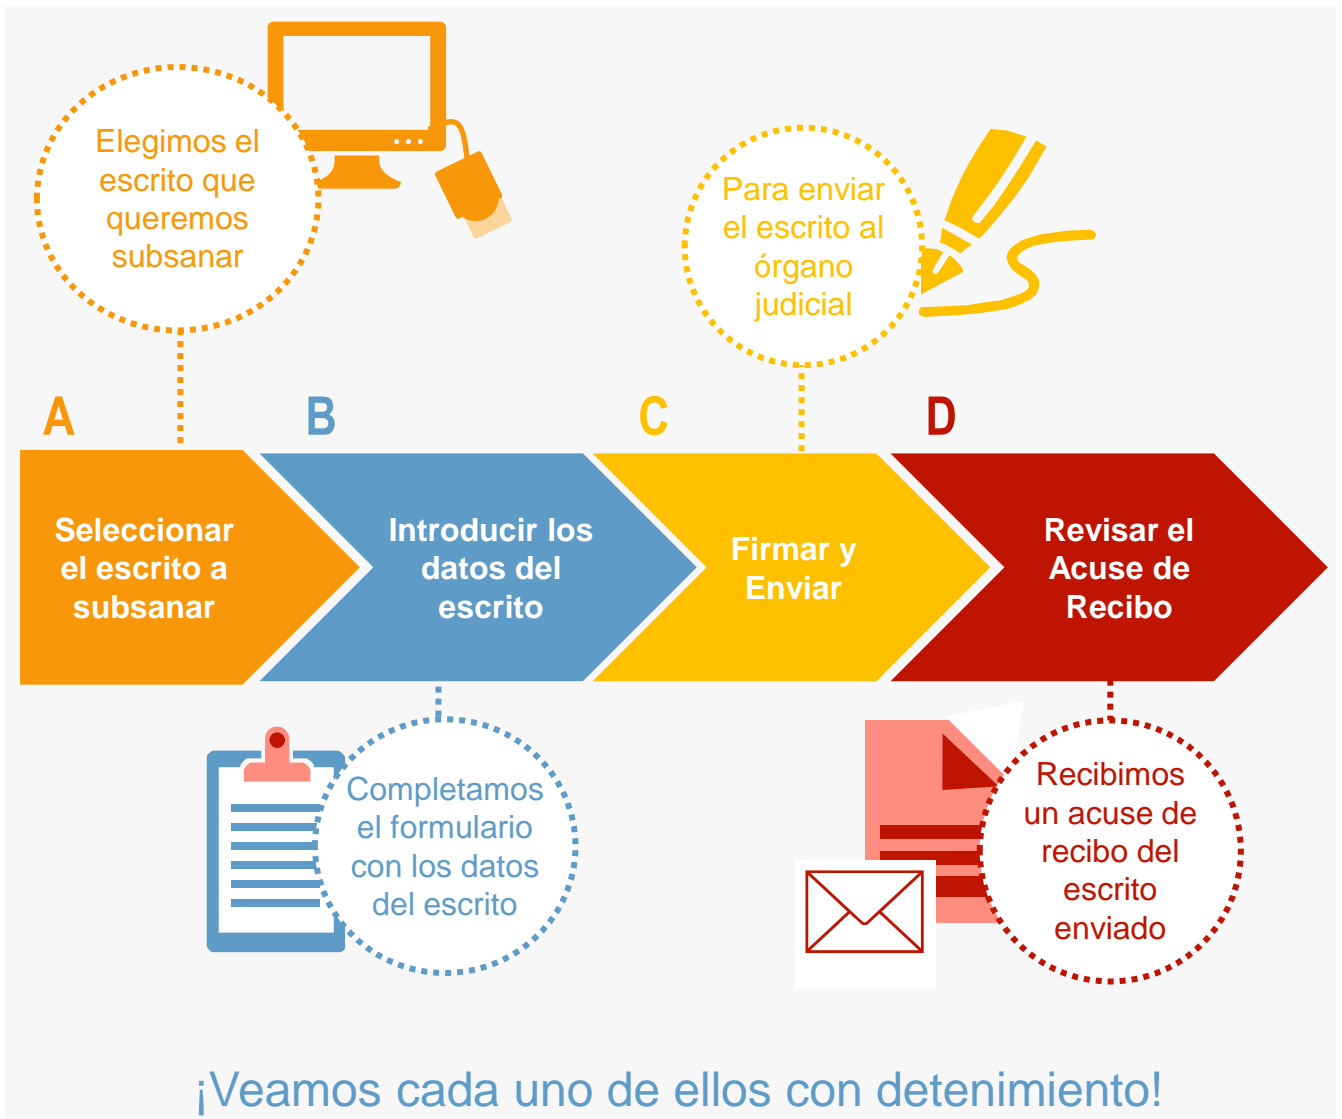 Elegimos el
escrito que
queremos
subsanar
Para enviar
el escrito al
órgano
judicial
A
B
C
D
Seleccionar
el escrito a
subsanar
Introducir los
datos del
escrito
Firmar y
Enviar
Revisar el
Acuse de
Recibo
Completamos
el formulario
con los datos
del escrito
Recibimos
un acuse de
recibo del
escrito
enviado
¡Veamos cada uno de ellos con detenimiento!